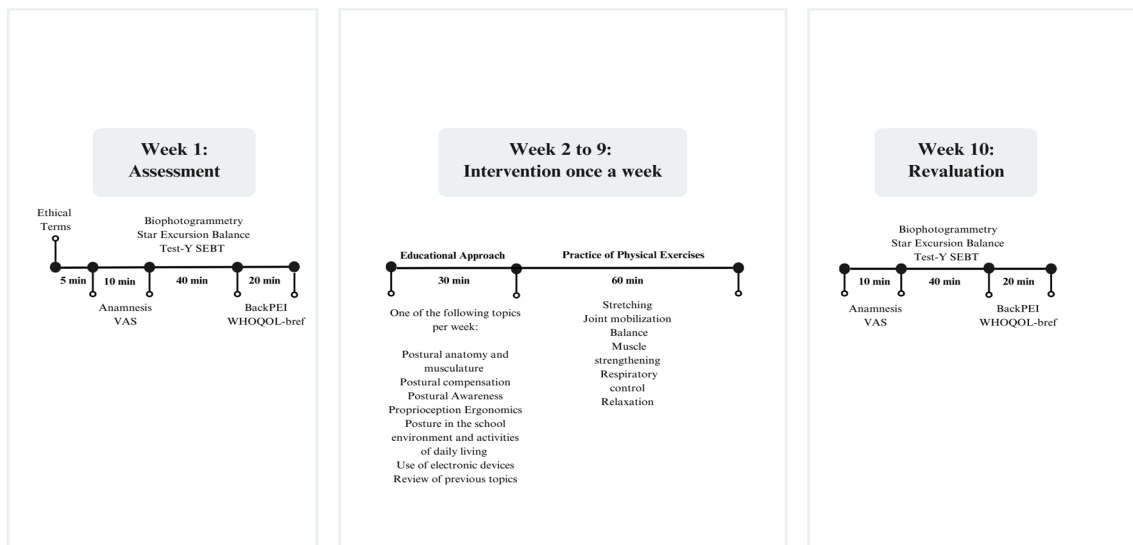 Week 1:
Assessment
Ethical
Terms
Biophotogrammetry
Star Excursion Balance
Test-Y SEBT
5 min
10 min
40 min
20 min
Anamnesis
VAS
BackPEI
WHOQOL-bref
Week 2 to 9:
Intervention once a week
Educational Approach
Practice of Physical Exercises
30 min
60 min
One of the following topics
per week:
Postural anatomy and
musculature
Postural compensation
Postural Awareness
Proprioception Ergonomics
Posture in the school
environment and activities
of daily living
Use of electronic devices
Review of previous topics
Stretching
Joint mobilization
Balance
Muscle
strengthening
Respiratory
control
Relaxation
Week 10:
Revaluation
Biophotogrammetry
Star Excursion Balance
Test-Y SEBT
10 min
40 min
20 min
Anamnesis
VAS
BackPEI
WHOQOL-bref